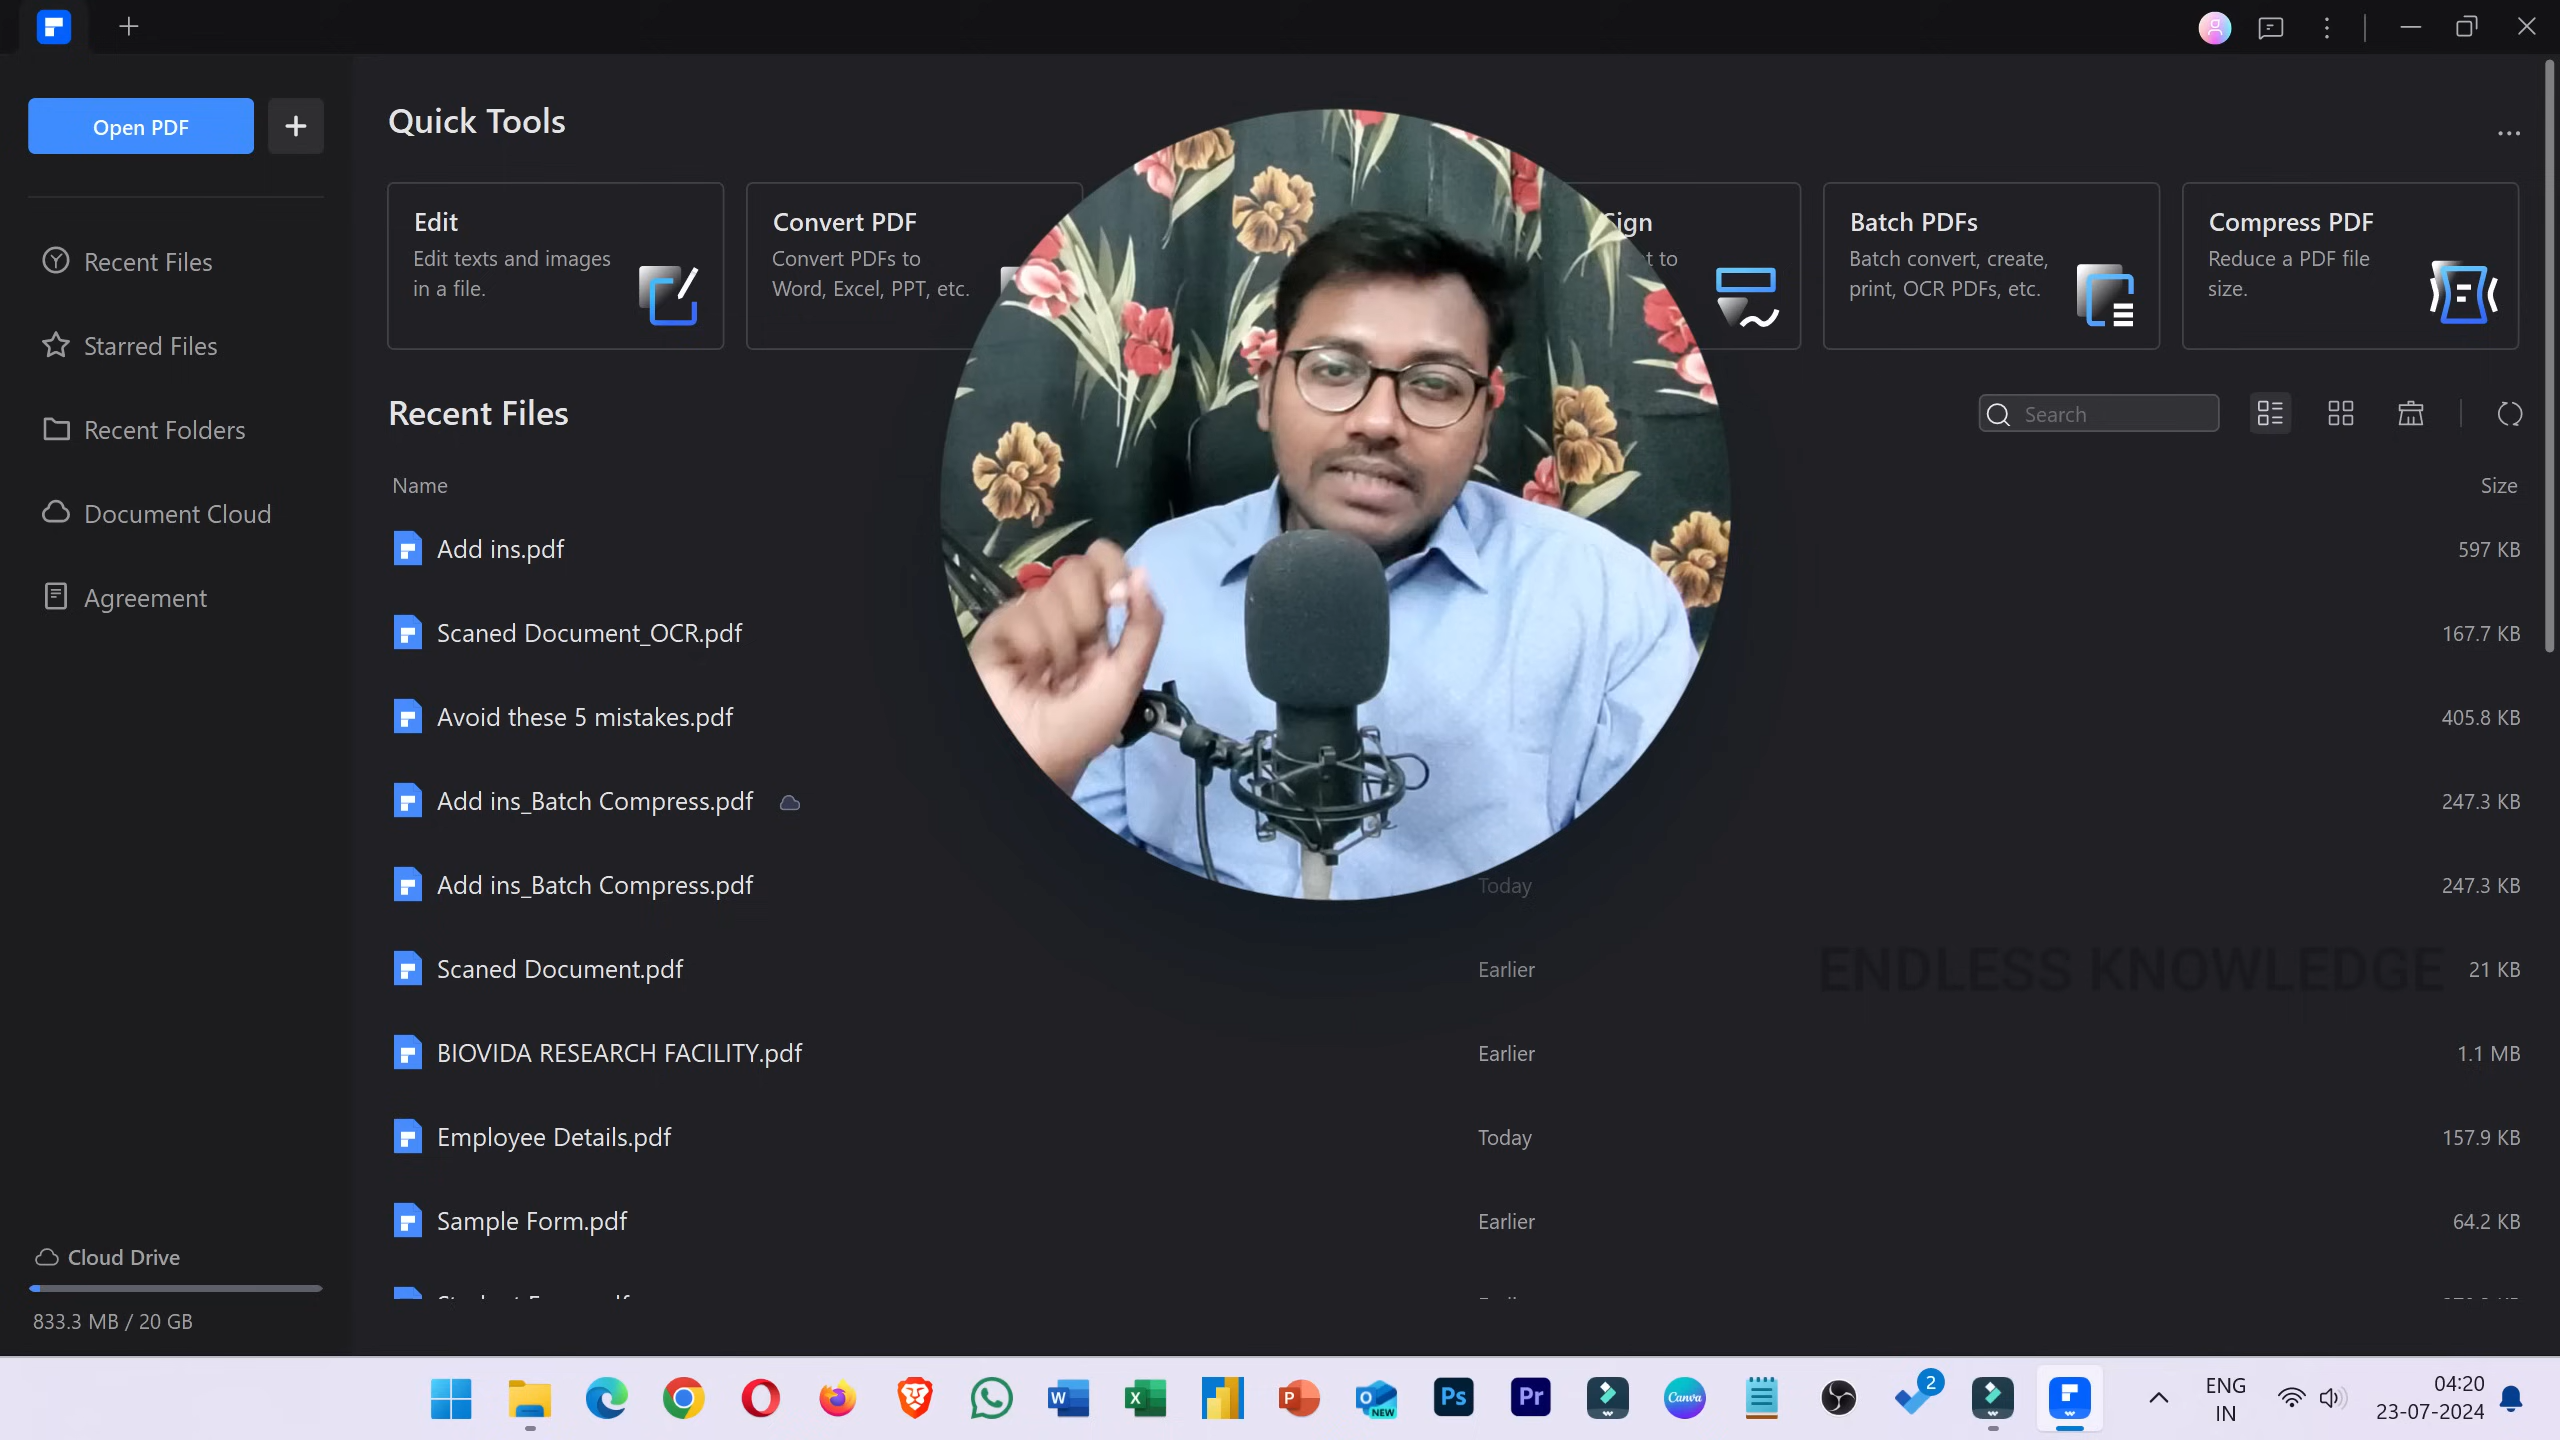 Open PDF
Recent Files
Starred Files
Recent Folders
Document Cloud
Agreement
Cloud Drive
833.3 MB / 20 GB
Quick Tools
Edit
Edit texts and images
in a file.
Convert PDF
Convert PDFs to
Word, Excel, PPT, etc.
Batch PDFs
Batch convert, create,
print, OCR PDFs, etc.
Compress PDF
Reduce a PDF file
size.
Recent Files
Search
Name Size
Add ins.pdf 597 KB
Scaned Document_OCR.pdf 167.7 KB
Avoid these 5 mistakes.pdf 405.8 KB
Add ins_Batch Compress.pdf 247.3 KB
Add ins_Batch Compress.pdf Today 247.3 KB
Scaned Document.pdf Earlier 21 KB
ENDLESS KNOWLEDGE
BIOVIDA RESEARCH FACILITY.pdf Earlier 1.1 MB
Employee Details.pdf Today 157.9 KB
Sample Form.pdf Earlier 64.2 KB
W X P O NEW Ps Pr Canva 2
ENG
IN
04:20
23-07-2024